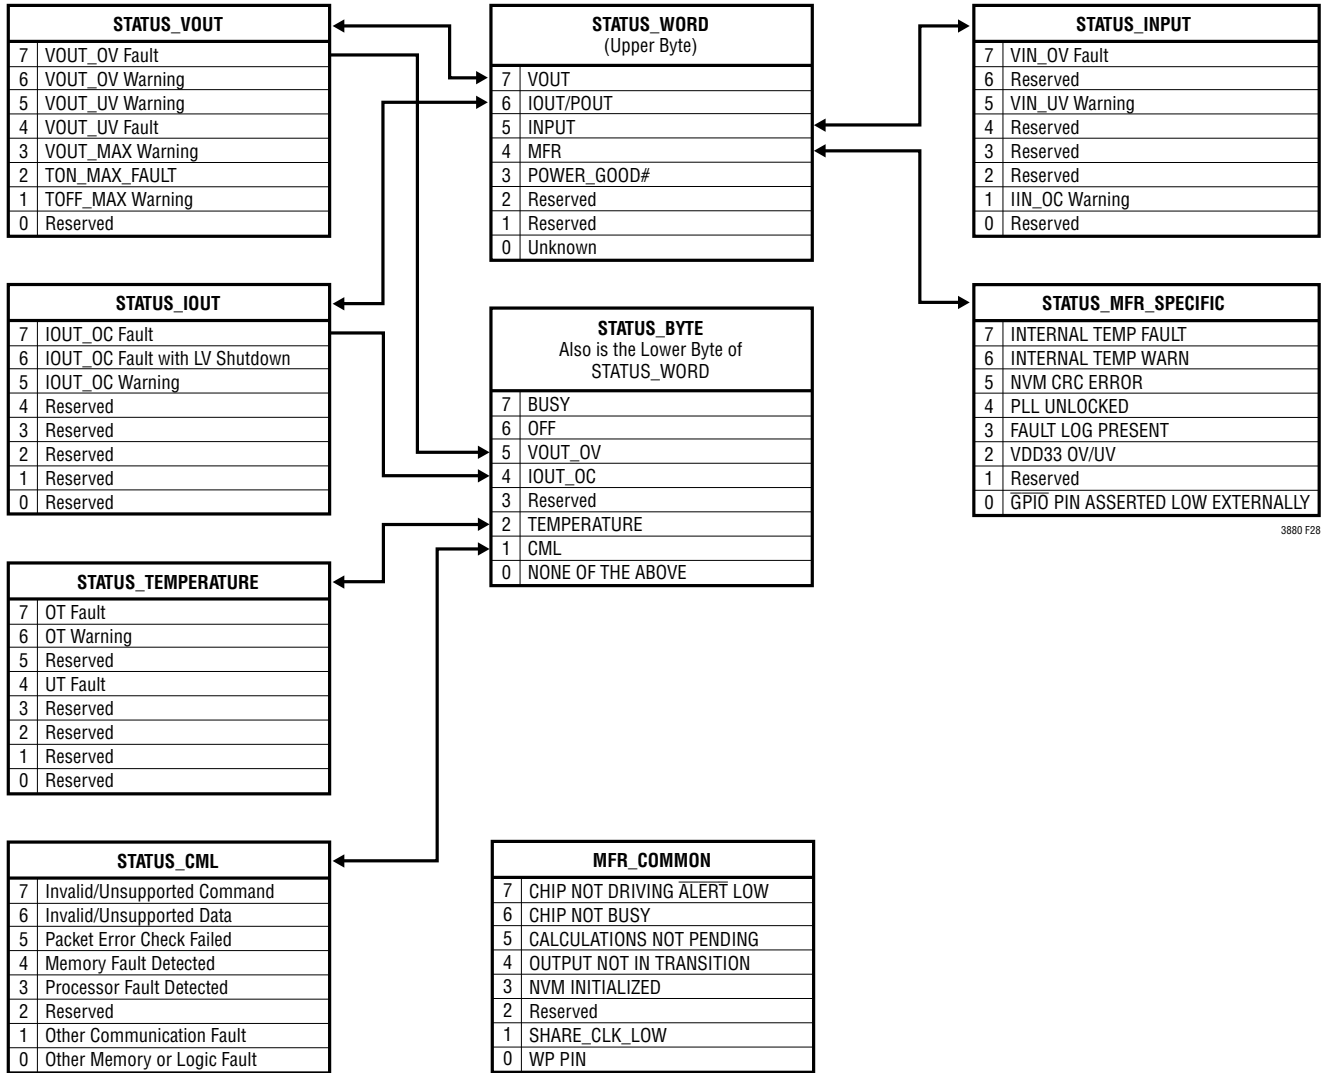 STATUS_VOUT
7 VOUT_OV Fault
6 VOUT_OV Warning
5 VOUT_UV Warning
4 VOUT_UV Fault
3 VOUT_MAX Warning
2 TON_MAX_FAULT
1 TOFF_MAX Warning
0 Reserved
STATUS_WORD
(Upper Byte)
7 VOUT
6 IOUT/POUT
5 INPUT
4 MFR
3 POWER_GOOD#
2 Reserved
1 Reserved
0 Unknown
STATUS_INPUT
7 VIN_OV Fault
6 Reserved
5 VIN_UV Warning
4 Reserved
3 Reserved
2 Reserved
1 IIN_OC Warning
0 Reserved
STATUS_IOUT
7 IOUT_OC Fault
6 IOUT_OC Fault with LV Shutdown
5 IOUT_OC Warning
4 Reserved
3 Reserved
2 Reserved
1 Reserved
0 Reserved
STATUS_BYTE
Also is the Lower Byte of
STATUS_WORD
7 BUSY
6 OFF
5 VOUT_OV
4 IOUT_OC
3 Reserved
2 TEMPERATURE
1 CML
0 NONE OF THE ABOVE
STATUS_MFR_SPECIFIC
7 INTERNAL TEMP FAULT
6 INTERNAL TEMP WARN
5 NVM CRC ERROR
4 PLL UNLOCKED
3 FAULT LOG PRESENT
2 VDD33 OV/UV
1 Reserved
0 GPIO PIN ASSERTED LOW EXTERNALLY
3880 F28
STATUS_TEMPERATURE
7 OT Fault
6 OT Warning
5 Reserved
4 UT Fault
3 Reserved
2 Reserved
1 Reserved
0 Reserved
STATUS_CML
7 Invalid/Unsupported Command
6 Invalid/Unsupported Data
5 Packet Error Check Failed
4 Memory Fault Detected
3 Processor Fault Detected
2 Reserved
1 Other Communication Fault
0 Other Memory or Logic Fault
MFR_COMMON
7 CHIP NOT DRIVING ALERT LOW
6 CHIP NOT BUSY
5 CALCULATIONS NOT PENDING
4 OUTPUT NOT IN TRANSITION
3 NVM INITIALIZED
2 Reserved
1 SHARE_CLK_LOW
0 WP PIN